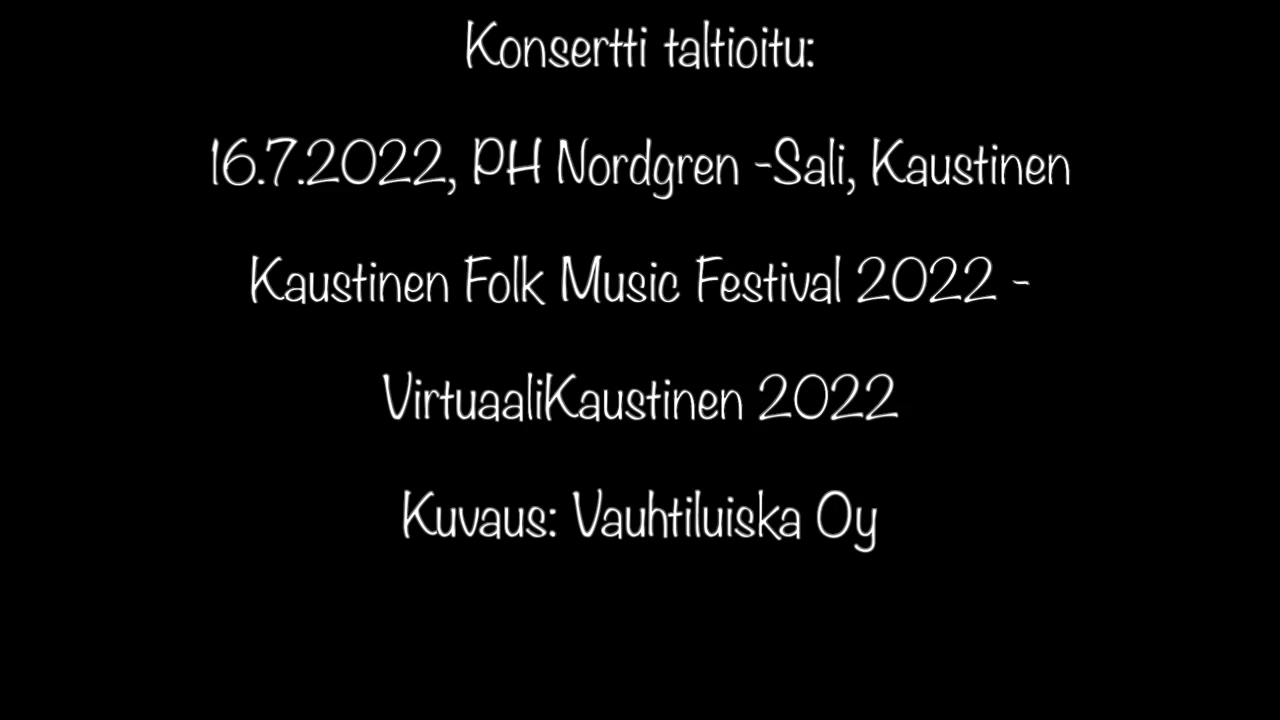 Konsertti taltioitu:
16.7.2022, PH Nordgren -Sali, Kaustinen
Kaustinen Folk Music Festival 2022 -
VirtuaaliKaustinen 2022
Kuvaus: Vauhtiluiska Oy